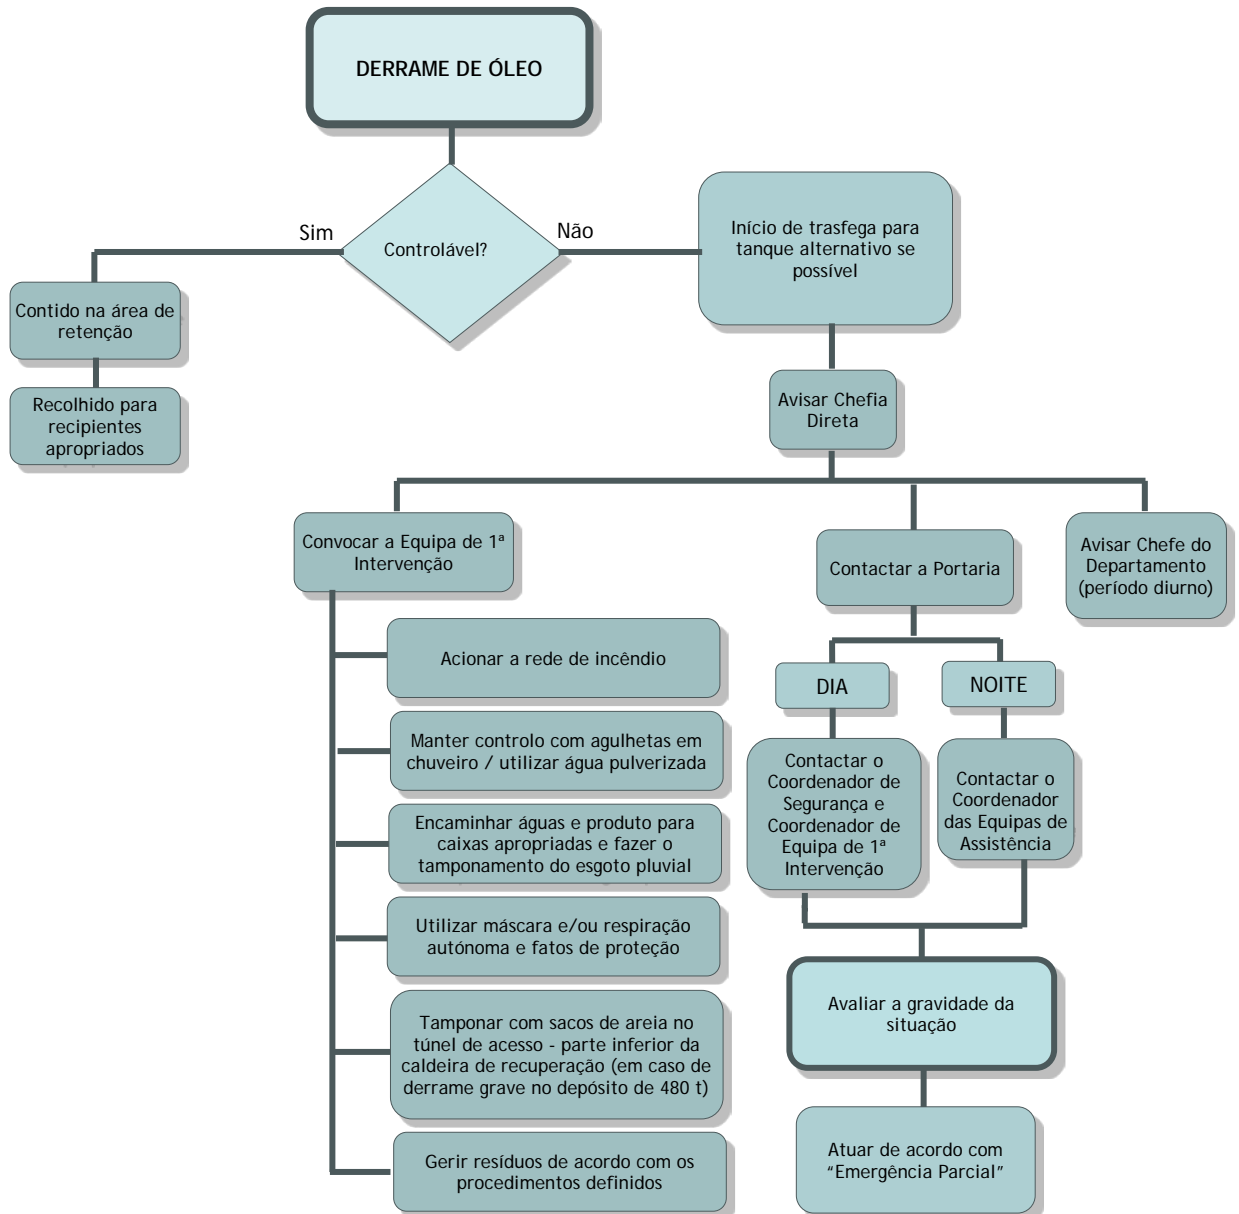 DERRAME DE ÓLEO
Controlável?
Sim
Não
Contido na área de
retenção
Recolhido para
recipientes
apropriados
Início de trasfega para
tanque alternativo se
possível
Avisar Chefia
Direta
Convocar a Equipa de 1ª
Intervenção
Acionar a rede de incêndio
Manter controlo com agulhetas em
chuveiro / utilizar água pulverizada
Encaminhar águas e produto para
caixas apropriadas e fazer o
tamponamento do esgoto pluvial
Utilizar máscara e/ou respiração
autónoma e fatos de proteção
Tamponar com sacos de areia no
túnel de acesso - parte inferior da
caldeira de recuperação (em caso de
derrame grave no depósito de 480 t)
Gerir resíduos de acordo com os
procedimentos definidos
Contactar a Portaria
DIA
Contactar o
Coordenador de
Segurança e
Coordenador de
Equipa de 1ª
Intervenção
NOITE
Contactar o
Coordenador
das Equipas de
Assistência
Avaliar a gravidade da
situação
Atuar de acordo com
“Emergência Parcial”
Avisar Chefe do
Departamento
(período diurno)